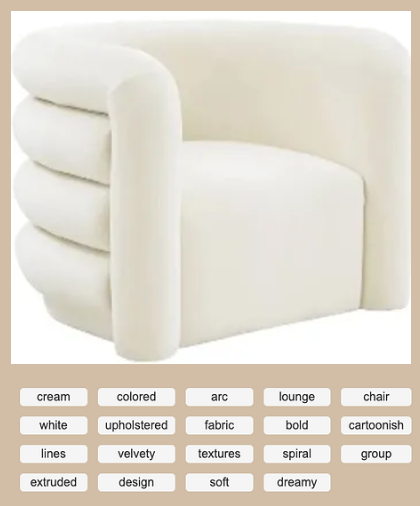 cream colored arc lounge chair
white upholstered fabric bold cartoonish
lines velvety textures spiral group
extruded design soft dreamy